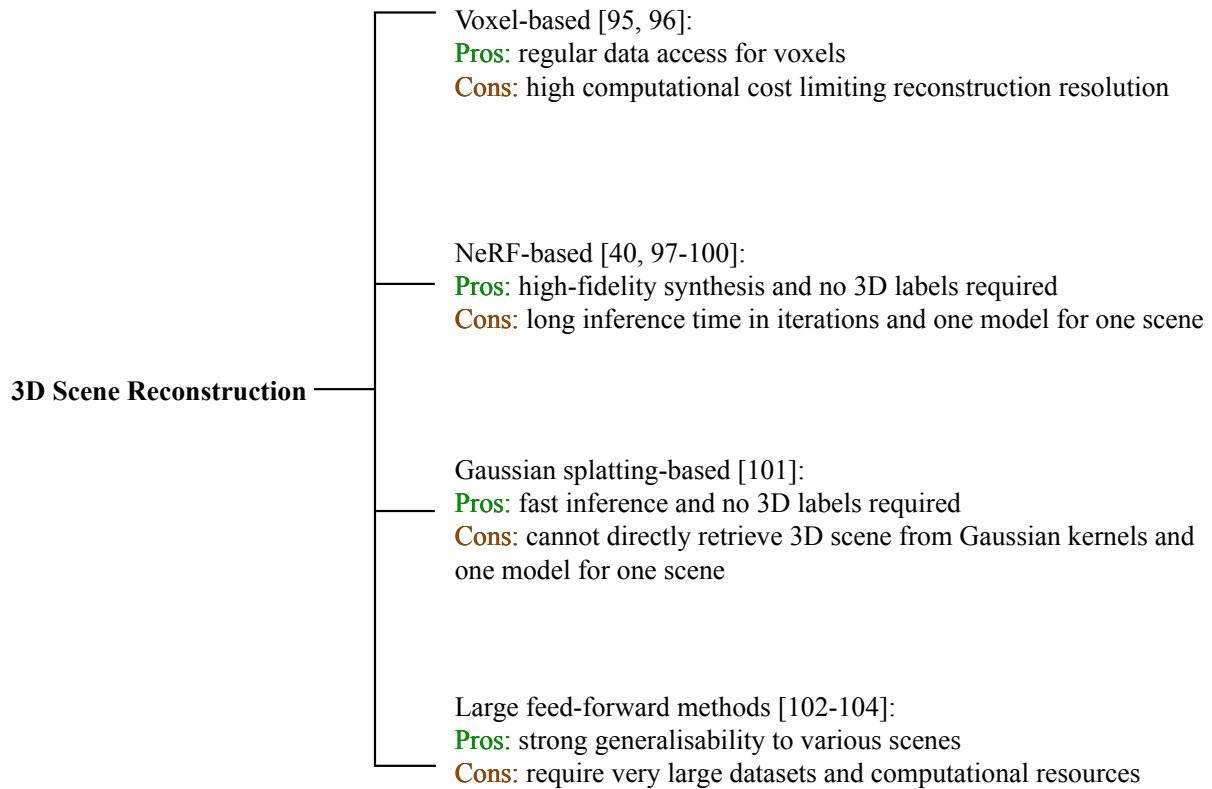 Voxel-based [95, 96]:
Pros: regular data access for voxels
Cons: high computational cost limiting reconstruction resolution
NeRF-based [40, 97-100]:
Pros: high-fidelity synthesis and no 3D labels required
Cons: long inference time in iterations and one model for one scene
3D Scene Reconstruction
Gaussian splatting-based [101]:
Pros: fast inference and no 3D labels required
Cons: cannot directly retrieve 3D scene from Gaussian kernels and
one model for one scene
Large feed-forward methods [102-104]:
Pros: strong generalisability to various scenes
Cons: require very large datasets and computational resources